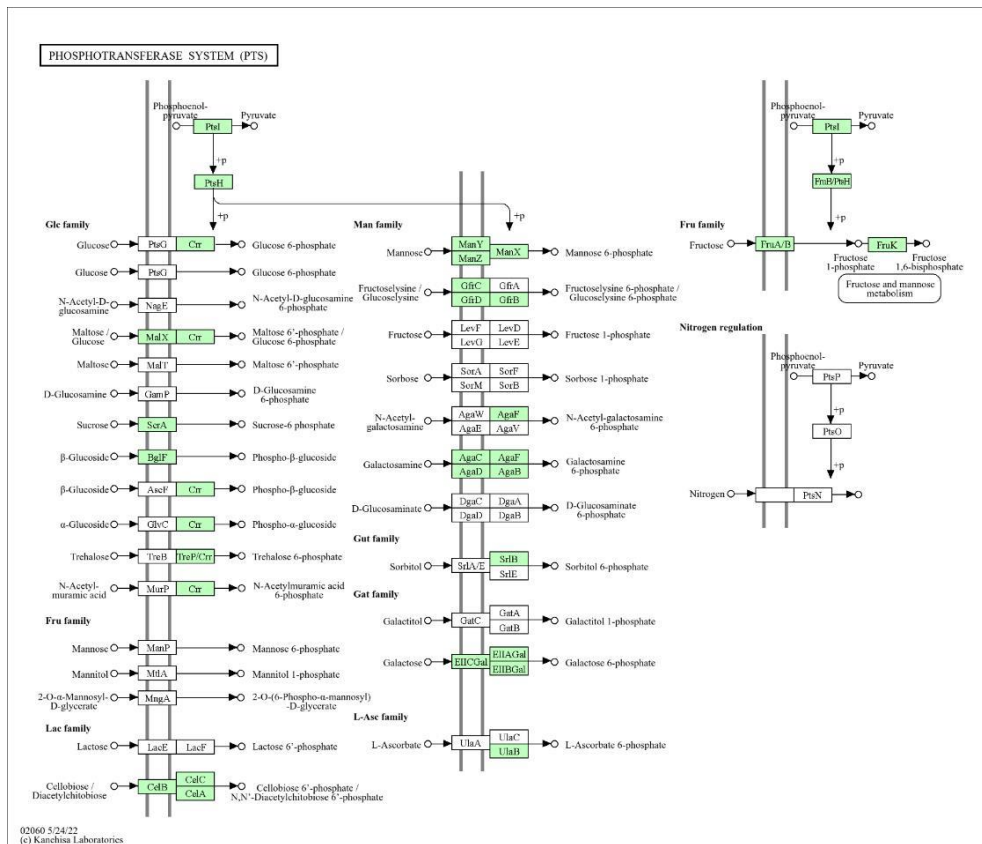 PHOSPHOTRANSFERASE SYSTEM (PTS)
Phosphoenol-
pyruvate
PtsI
Pyruvate
+p
PtsH
+p
+p
Glc family
Glucose
PtsG
Crr
Glucose 6-phosphate
Glucose
PtsG
Glucose 6-phosphate
N-Acetyl-D-
glucosamine
NagE
N-Acetyl-D-glucosamine
6-phosphate
Maltose /
Glucose
MalX
Crr
Maltose 6'-phosphate /
Glucose 6-phosphate
Maltose
MalT
Maltose 6'-phosphate
D-Glucosamine
GamP
D-Glucosamine
6-phosphate
Sucrose
ScrA
Sucrose-6 phosphate
β-Glucoside
BglF
Phospho-β-glucoside
β-Glucoside
AscF
Crr
Phospho-β-glucoside
α-Glucoside
GlvC
Crr
Phospho-α-glucoside
Trehalose
TreB
TreP/Crr
Trehalose 6-phosphate
N-Acetyl-
muramic acid
MurP
Crr
N-Acetylmuramic acid
6-phosphate
Fru family
Mannose
ManP
Mannose 6-phosphate
Mannitol
MtlA
Mannitol 1-phosphate
2-O-α-Mannosyl-
D-glycerate
MngA
2-O-(6-Phospho-α-mannosyl)
-D-glycerate
Lac family
Lactose
LacE
LacF
Lactose 6'-phosphate
Cellobiose /
Diacetylchitobiose
CelB
CelC
CelA
Cellobiose 6'-phosphate /
N,N'-Diacetylchitobiose 6'-phosphate
Man family
Mannose
ManY
ManZ
ManX
Mannose 6-phosphate
Fructoselysine /
Glucoselysine
GfrC
GfrA
GfrD
GfrB
Fructoselysine 6-phosphate /
Glucoselysine 6-phosphate
Fructose
LevF
LevD
LevG
LevE
Fructose 1-phosphate
Sorbose
SorA
SorF
SorM
SorB
Sorbose 1-phosphate
N-Acetyl-
galactosamine
AgaW
AgaF
AgaE
AgaV
N-Acetyl-galactosamine
6-phosphate
Galactosamine
AgaC
AgaF
AgaD
AgaB
Galactosamine
6-phosphate
D-Glucosaminate
DgaC
DgaA
DgaD
DgaB
D-Glucosaminate
6-phosphate
Gut family
Sorbitol
SrlA/E
SrlB
SrlE
Sorbitol 6-phosphate
Gat family
Galactitol
GatC
GatA
GatB
Galactitol 1-phosphate
Galactose
EIICGal
EIIAGal
EIIBGal
Galactose 6-phosphate
L-Asc family
L-Ascorbate
UlaA
UlaC
UlaB
L-Ascorbate 6-phosphate
Phosphoenol-
pyruvate
PtsI
Pyruvate
+p
FruB/PtsH
+p
Fru family
Fructose
FruA/B
FruK
Fructose
1-phosphate
Fructose
1,6-bisphosphate
Fructose and mannose
metabolism
Nitrogen regulation
Phosphoenol-
pyruvate
PtsP
Pyruvate
+p
PtsO
+p
Nitrogen
PtsN
02060 5/24/22
(c) Kanehisa Laboratories